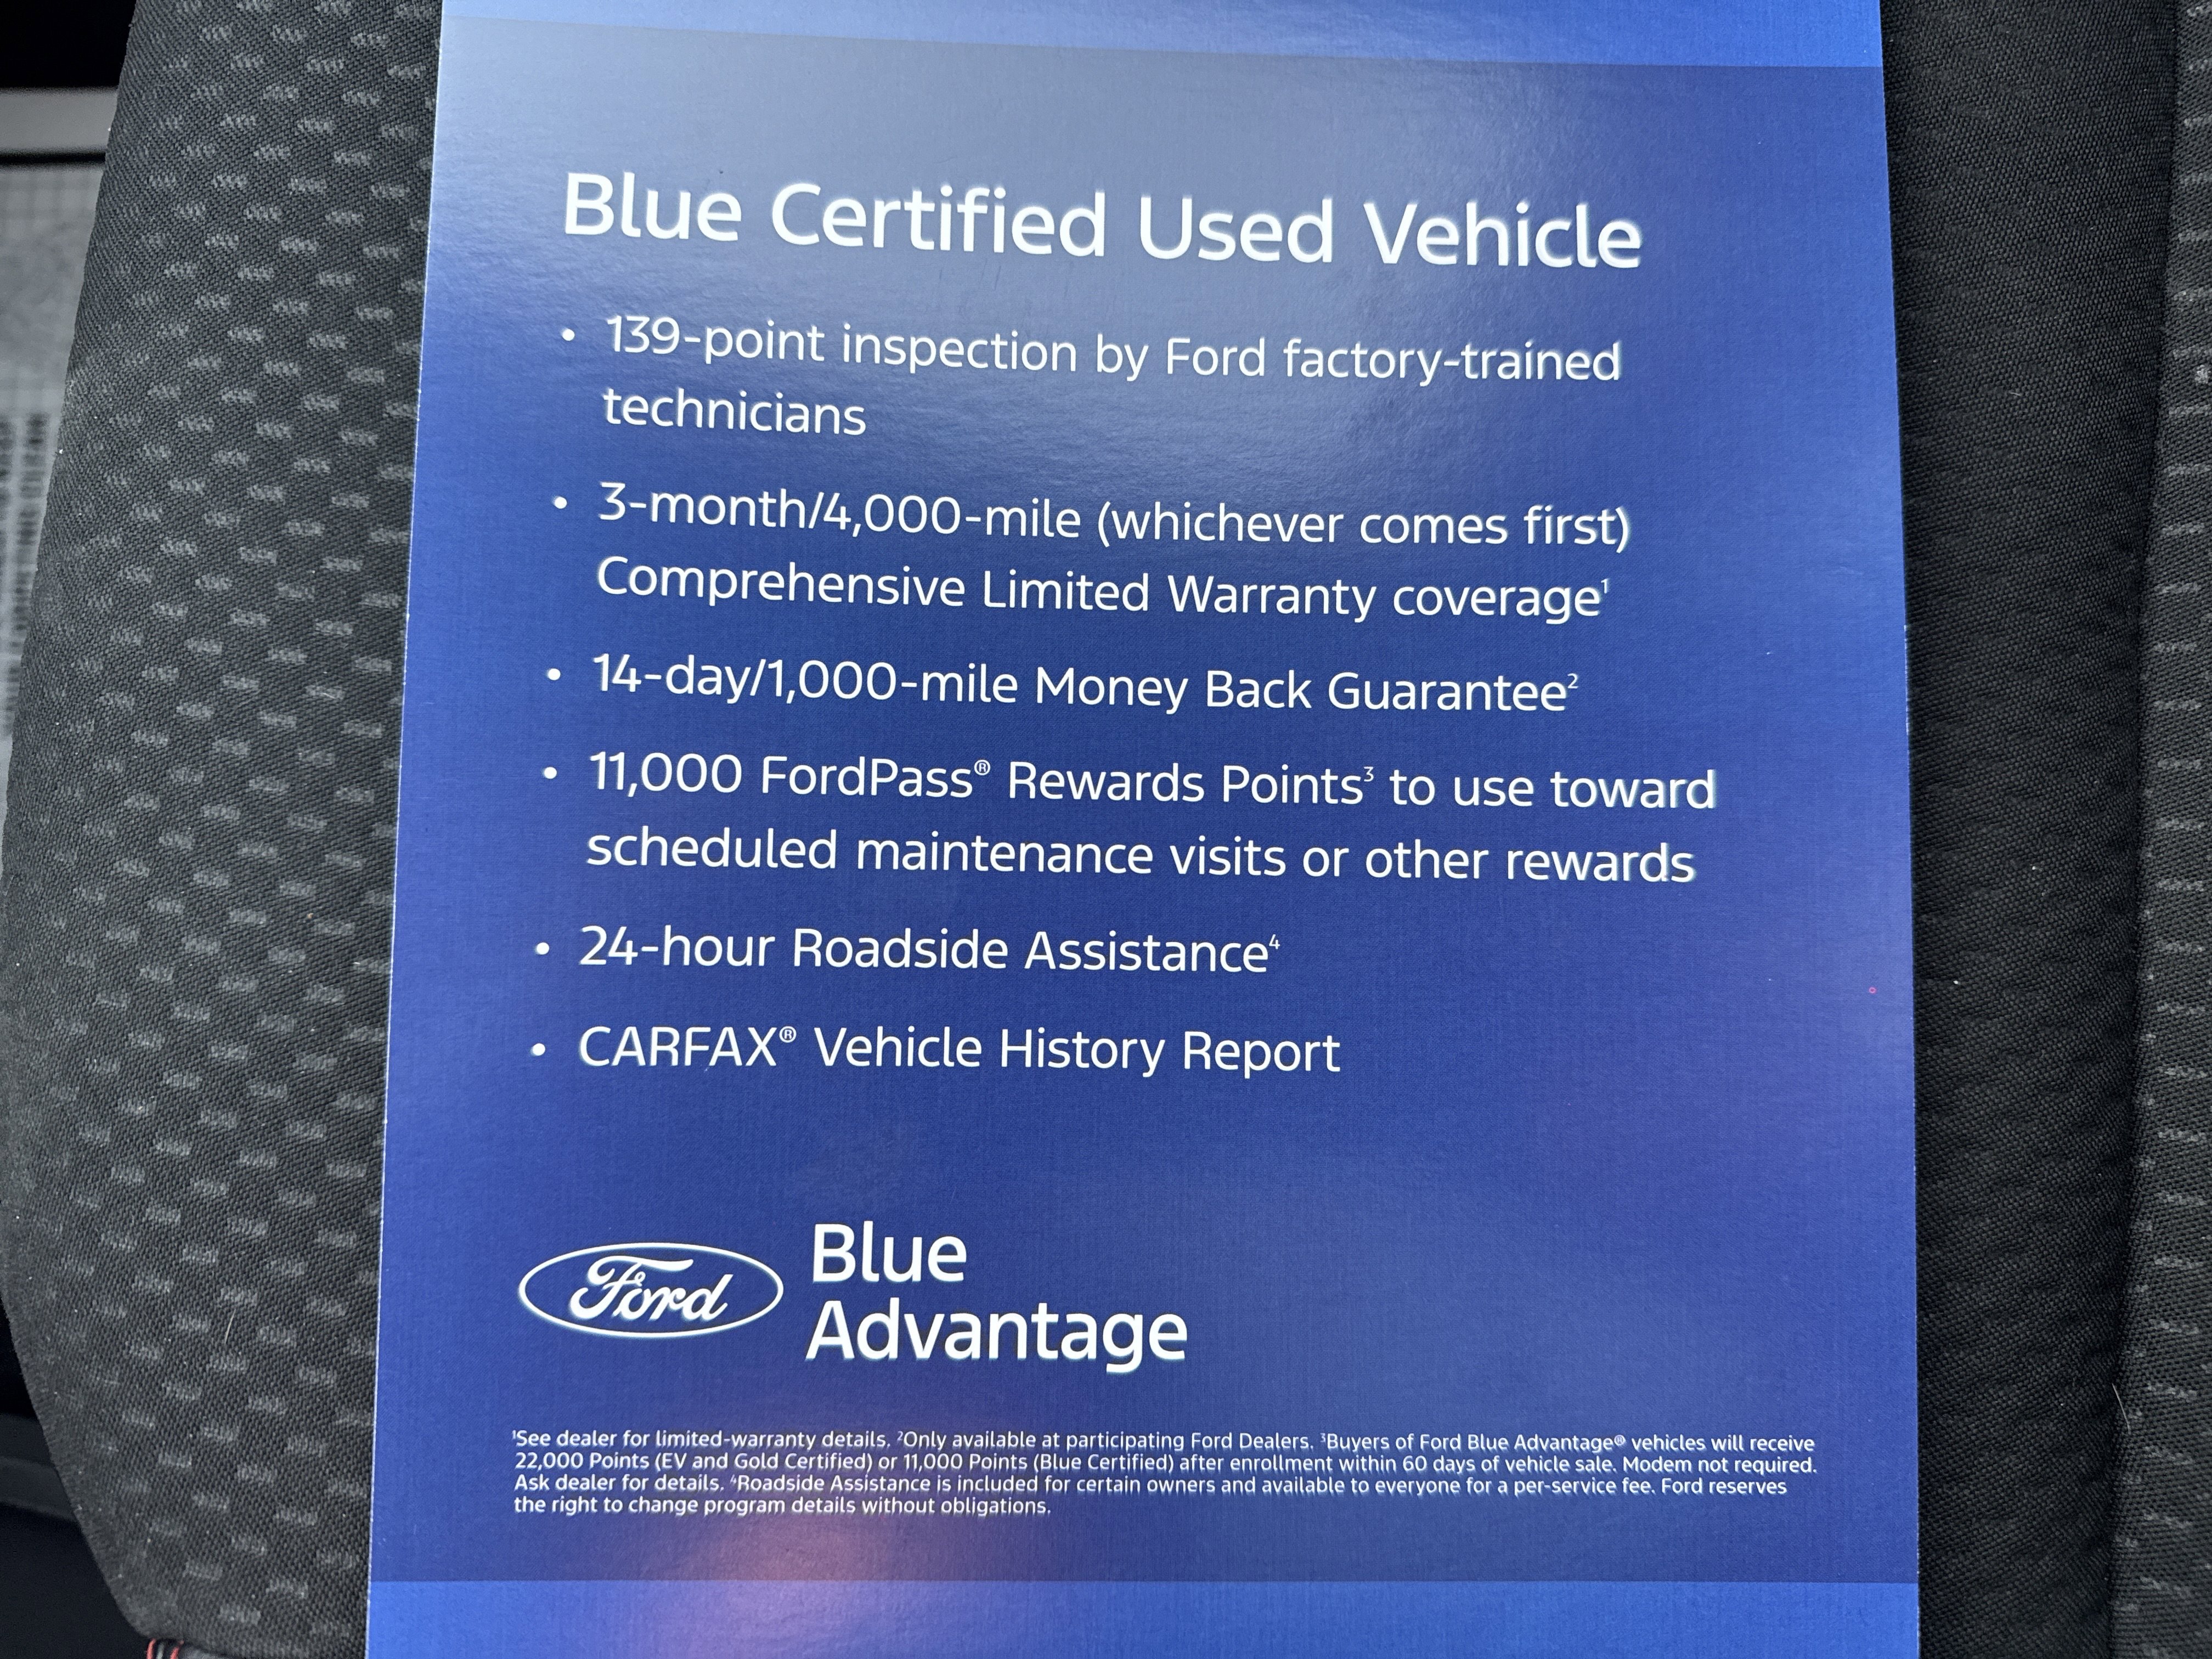 Blue Certified Used Vehicle
• 139-point inspection by Ford factory-trained
technicians
• 3-month/4,000-mile (whichever comes first)
Comprehensive Limited Warranty coverage¹
• 14-day/1,000-mile Money Back Guarantee²
• 11,000 FordPass® Rewards Points³ to use toward
scheduled maintenance visits or other rewards
• 24-hour Roadside Assistance⁴
• CARFAX® Vehicle History Report
Ford
Blue
Advantage
¹See dealer for limited-warranty details. ²Only available at participating Ford Dealers. ³Buyers of Ford Blue Advantage® vehicles will receive
22,000 Points (EV and Gold Certified) or 11,000 Points (Blue Certified) after enrollment within 60 days of vehicle sale. Modem not required.
Ask dealer for details. ⁴Roadside Assistance is included for certain owners and available to everyone for a per-service fee. Ford reserves
the right to change program details without obligations.